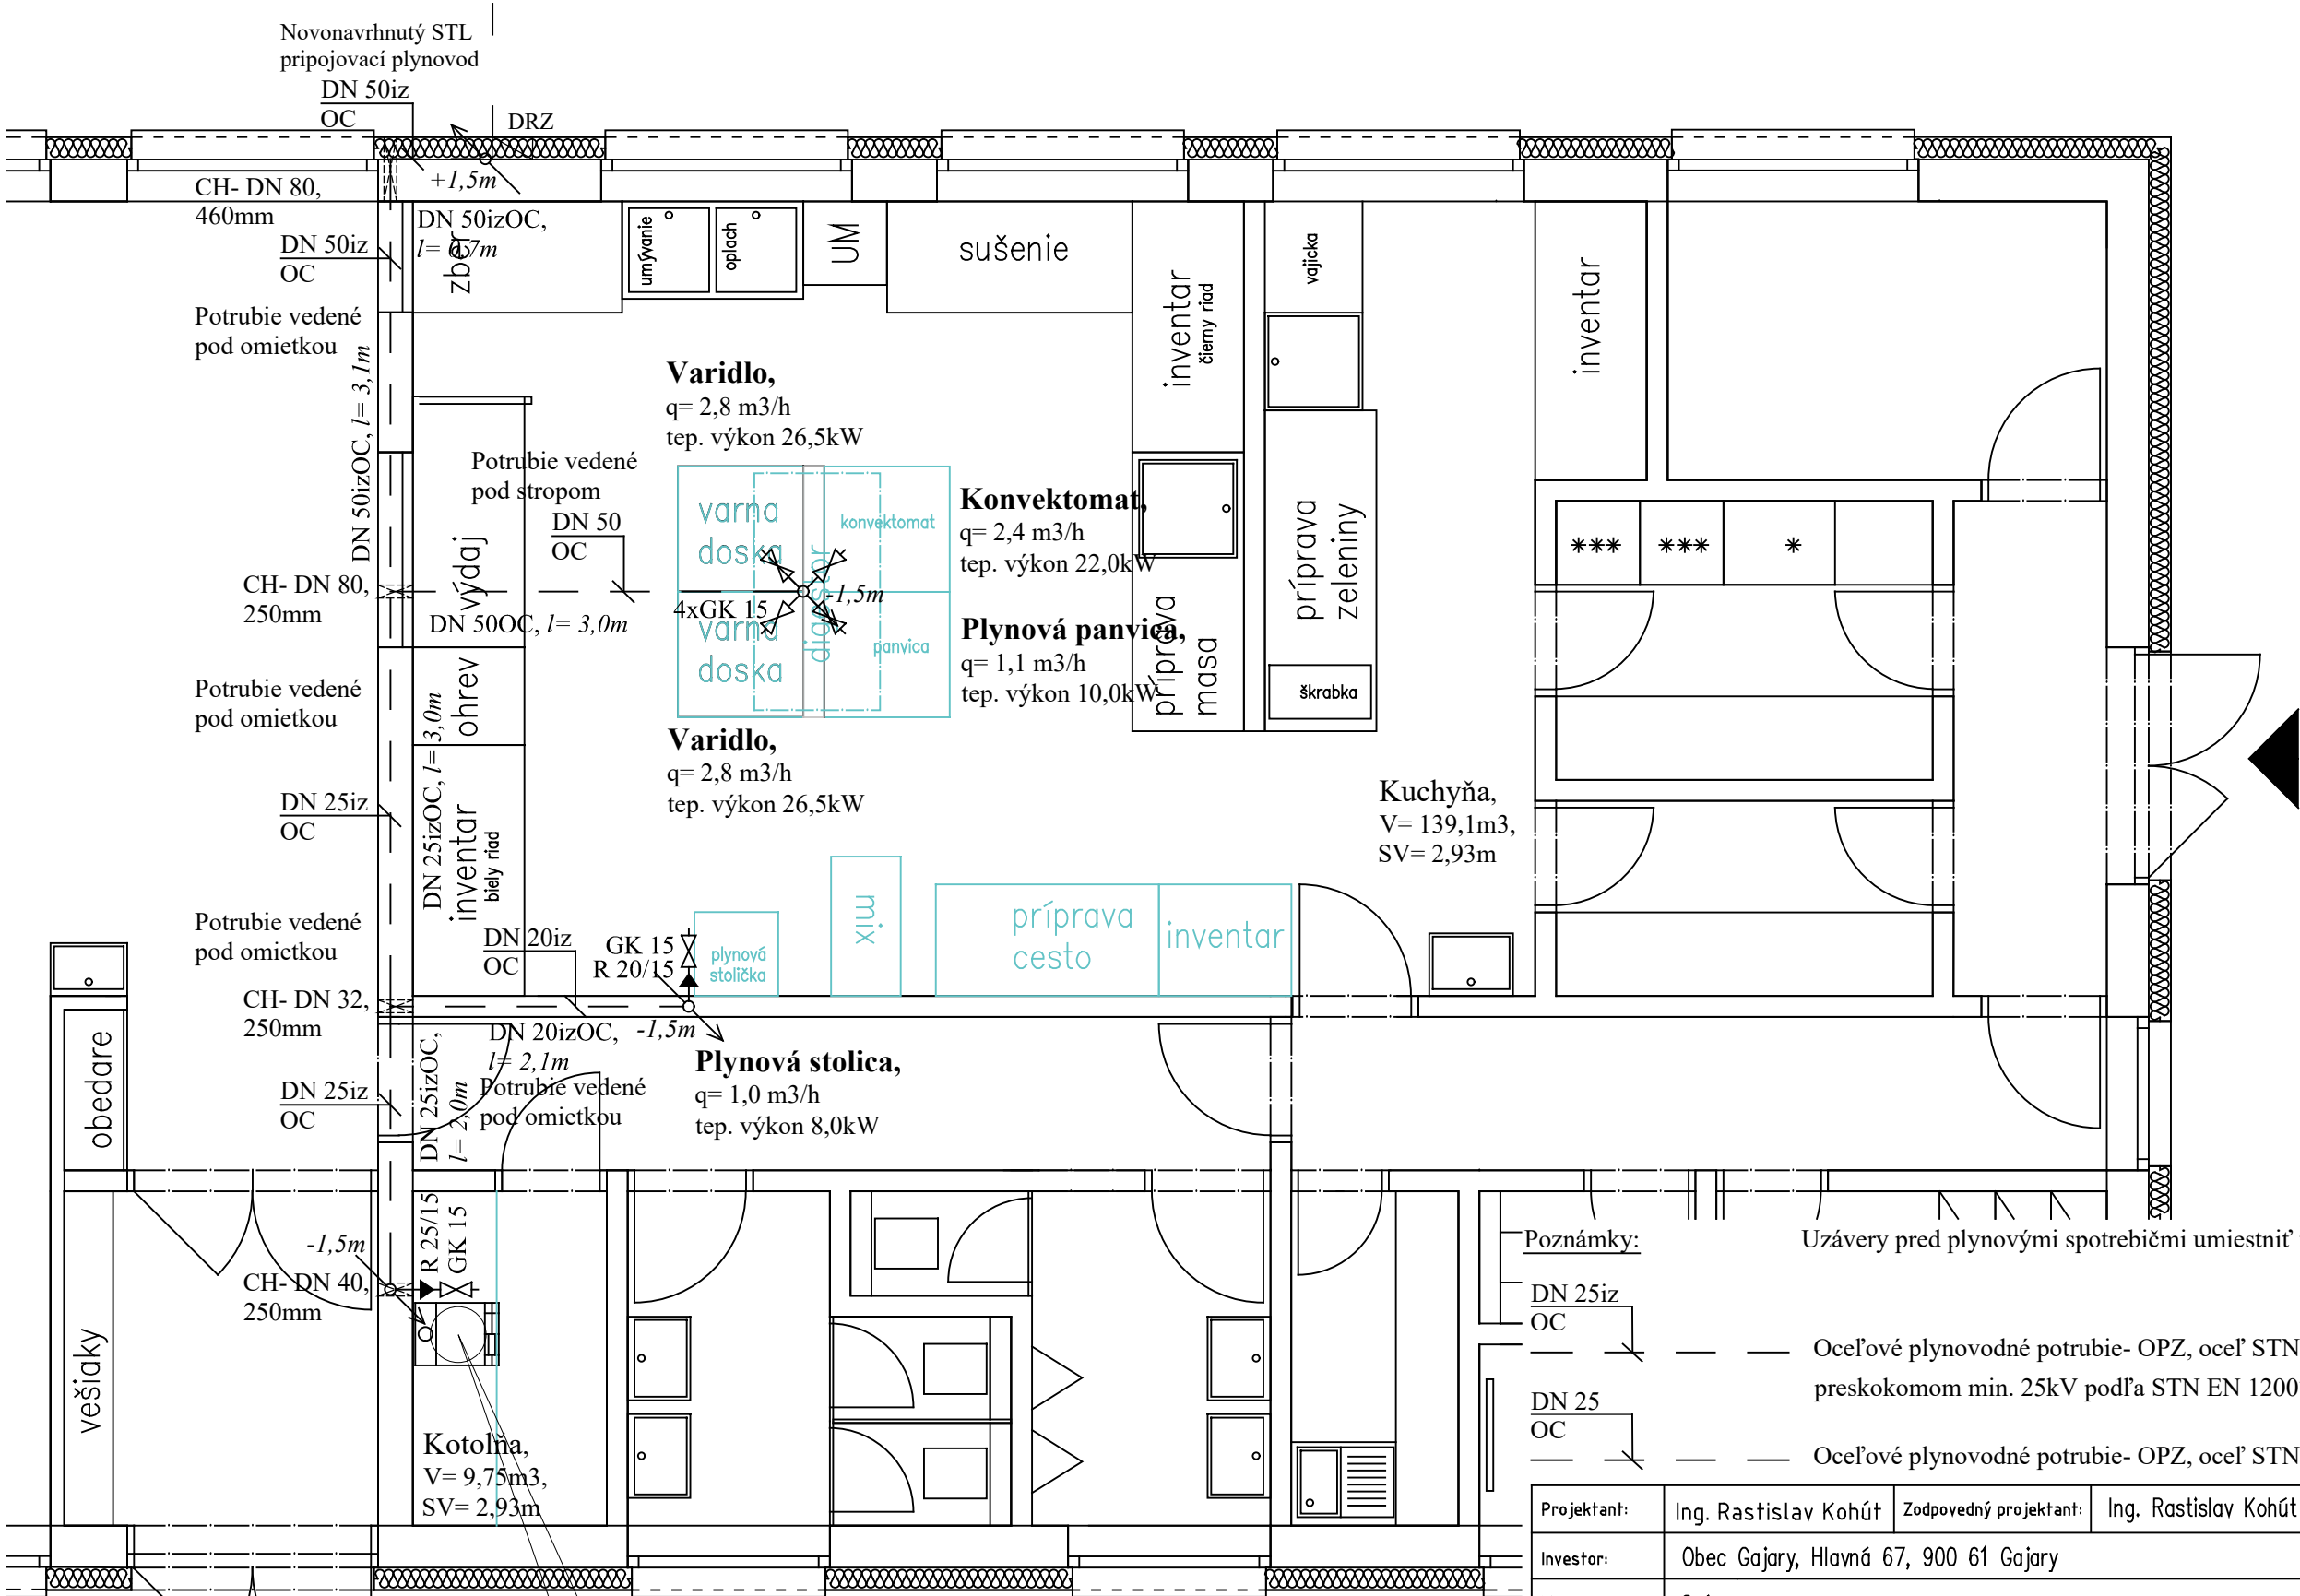 Novonavrhnutý STL
pripojovací plynovod
DN 50iz
OC
DRZ
+1,5m
CH- DN 80,
460mm
DN 50izOC,
l= 0,7m
zber
DN 50iz
OC
umývanie
oplach
UM
sušenie
inventar
čierny riad
vajicka
inventar
Potrubie vedené
pod omietkou
DN 50izOC, l= 3,1m
Varidlo,
q= 2,8 m3/h
tep. výkon 26,5kW
Potrubie vedené
pod stropom
DN 50
OC
výdaj
varna
doska
konvektomat
digestor
Konvektomat,
q= 2,4 m3/h
tep. výkon 22,0kW
príprava
zeleniny
***
***
*
CH- DN 80,
250mm
DN 50OC, l= 3,0m
4xGK 15
-1,5m
varna
doska
panvica
Plynová panvica,
q= 1,1 m3/h
tep. výkon 10,0kW
príprava
masa
škrabka
Potrubie vedené
pod omietkou
ohrev
DN 25izOC, l= 3,0m
Varidlo,
q= 2,8 m3/h
tep. výkon 26,5kW
DN 25iz
OC
inventar
biely riad
Kuchyňa,
V= 139,1m3,
SV= 2,93m
Potrubie vedené
pod omietkou
DN 20iz
OC
GK 15
R 20/15
plynová
stolička
mix
príprava
cesto
inventar
CH- DN 32,
250mm
DN 20izOC,
l= 2,1m
-1,5m
Plynová stolica,
q= 1,0 m3/h
tep. výkon 8,0kW
Potrubie vedené
pod omietkou
DN 25izOC,
l= 2,0m
DN 25iz
OC
obedare
R 25/15
GK 15
-1,5m
CH- DN 40,
250mm
vešiaky
Kotolňa,
V= 9,75m3,
SV= 2,93m
Poznámky:
Uzávery pred plynovými spotrebičmi umiestniť
DN 25iz
OC
Oceľové plynovodné potrubie- OPZ, oceľ STN
preskokomom min. 25kV podľa STN EN 1200
DN 25
OC
Oceľové plynovodné potrubie- OPZ, oceľ STN
Projektant:
Ing. Rastislav Kohút
Zodpovedný projektant:
Ing. Rastislav Kohút
Investor:
Obec Gajary, Hlavná 67, 900 61 Gajary